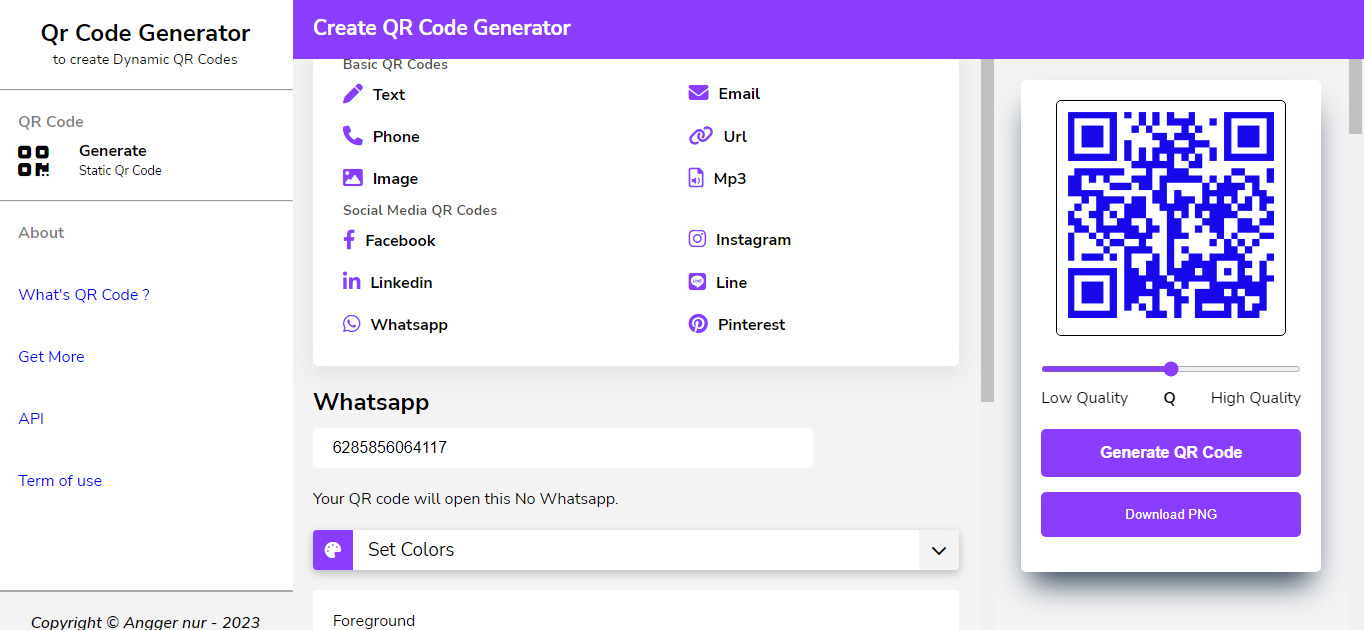 Qr Code Generator
to create Dynamic QR Codes
QR Code
Generate
Static Qr Code
About
What's QR Code ?
Get More
API
Term of use
Copyright © Angger nur - 2023
Create QR Code Generator
Basic QR Codes
Text
Email
Phone
Url
Image
Mp3
Social Media QR Codes
Facebook
Instagram
Linkedin
Line
Whatsapp
Pinterest
Whatsapp
6285856064117
Your QR code will open this No Whatsapp.
Set Colors
Foreground
Low Quality Q High Quality
Generate QR Code
Download PNG